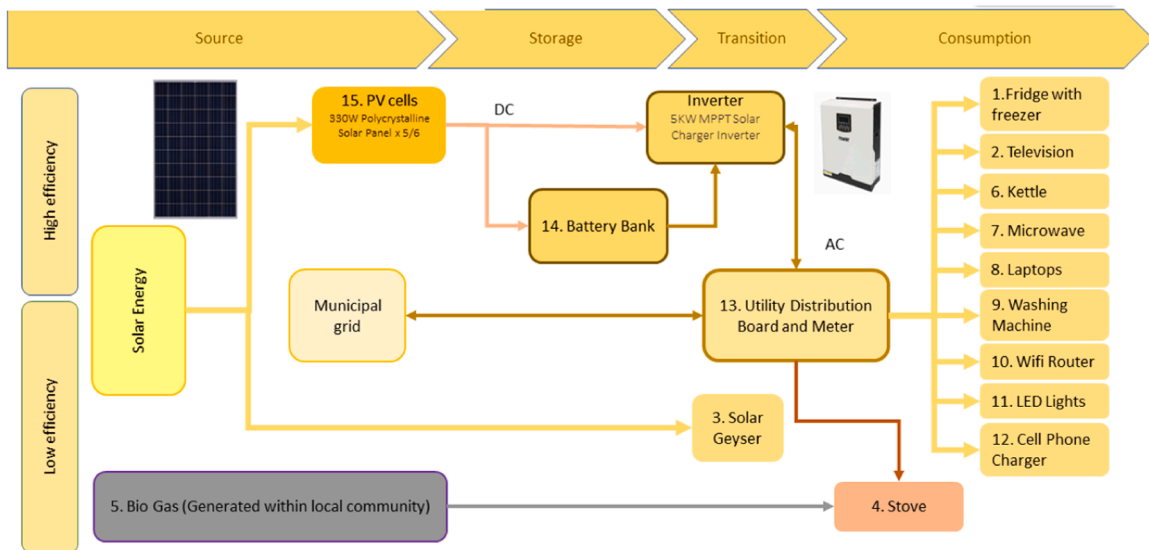 Source
Storage
Transition
Consumption
High efficiency
Low efficiency
Solar Energy
15. PV cells
330W Polycrystalline
Solar Panel x 5/6
DC
Inverter
5KW MPPT Solar
Charger Inverter
14. Battery Bank
AC
Municipal
grid
13. Utility Distribution
Board and Meter
3. Solar
Geyser
5. Bio Gas (Generated within local community)
4. Stove
1.Fridge with
freezer
2. Television
6. Kettle
7. Microwave
8. Laptops
9. Washing
Machine
10. Wifi Router
11. LED Lights
12. Cell Phone
Charger